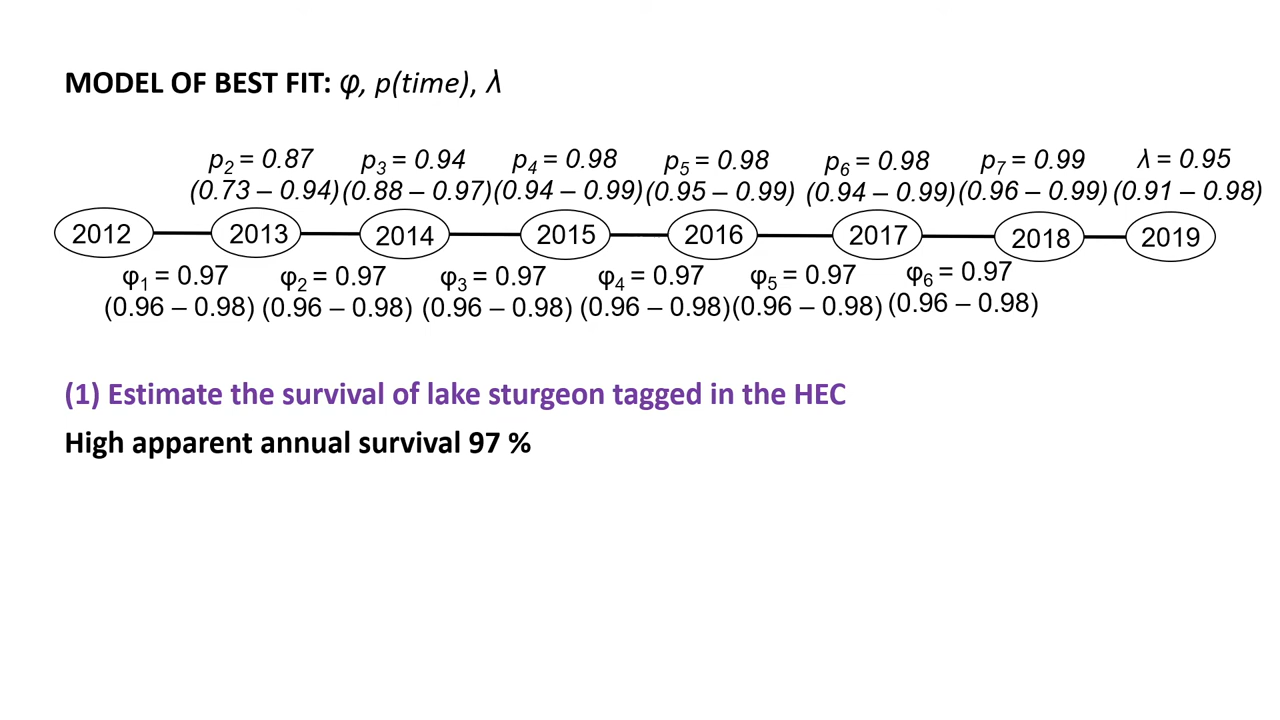 MODEL OF BEST FIT: φ, p(time), λ
p2 = 0.87 p3 = 0.94 p4 = 0.98 p5 = 0.98 p6 = 0.98 p7 = 0.99 λ = 0.95
(0.73 – 0.94) (0.88 – 0.97) (0.94 – 0.99) (0.95 – 0.99) (0.94 – 0.99) (0.96 – 0.99) (0.91 – 0.98)
2012 2013 2014 2015 2016 2017 2018 2019
φ1 = 0.97 φ2 = 0.97 φ3 = 0.97 φ4 = 0.97 φ5 = 0.97 φ6 = 0.97
(0.96 – 0.98) (0.96 – 0.98) (0.96 – 0.98) (0.96 – 0.98) (0.96 – 0.98) (0.96 – 0.98)
(1) Estimate the survival of lake sturgeon tagged in the HEC
High apparent annual survival 97 %